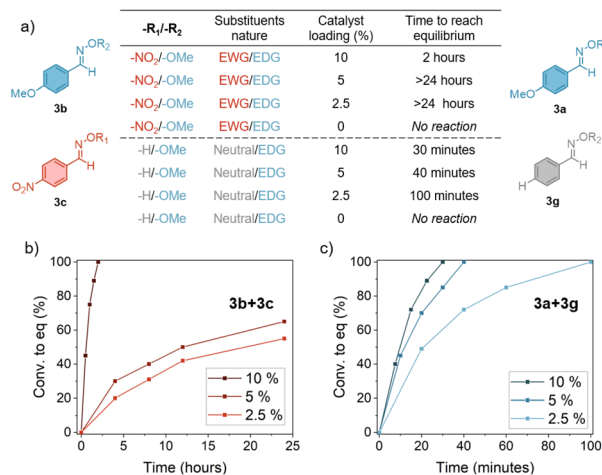 a)
-R₁/-R₂ Substituents nature Catalyst loading (%) Time to reach equilibrium
-NO₂/-OMe EWG/EDG 10 2 hours
-NO₂/-OMe EWG/EDG 5 >24 hours
-NO₂/-OMe EWG/EDG 2.5 >24 hours
-NO₂/-OMe EWG/EDG 0 No reaction
-H/-OMe Neutral/EDG 10 30 minutes
-H/-OMe Neutral/EDG 5 40 minutes
-H/-OMe Neutral/EDG 2.5 100 minutes
-H/-OMe Neutral/EDG 0 No reaction
N OR₂
H
MeO
3b
N OR₁
H
O₂N
3c
N
H
MeO
3a
N OR₂
H
H
3g
b)
3b+3c
Conv. to eq (%)
100
80
60
40
20
0
0 5 10 15 20 25
Time (hours)
10 %
5 %
2.5 %
c)
3a+3g
Conv. to eq (%)
100
80
60
40
20
0
0 20 40 60 80 100
Time (minutes)
10 %
5 %
2.5 %